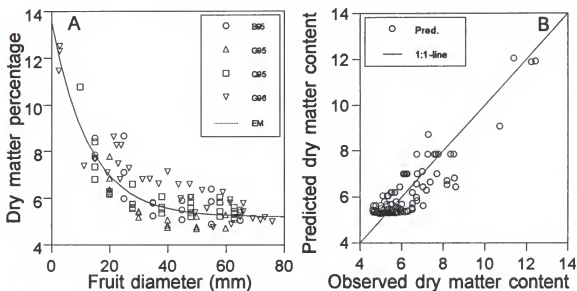 A
B
14
12
10
8
6
4
Dry matter percentage
B95
G95
Q95
G96
EM
0
20
40
60
80
Fruit diameter (mm)
14
12
10
8
6
4
Predicted dry matter content
Pred.
1:1-line
4
6
8
10
12
14
Observed dry matter content